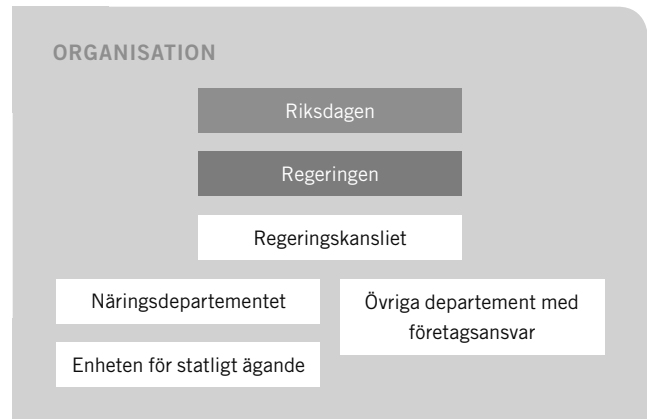 ORGANISATION
Riksdagen
Regeringen
Regeringskansliet
Näringsdepartementet
Övriga departement med
företagsansvar
Enheten för statligt ägande